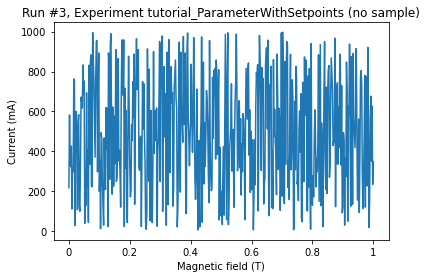 Run #3, Experiment tutorial_ParameterWithSetpoints (no sample)
1000
800
600
400
200
0
Current (mA)
0 0.2 0.4 0.6 0.8 1
Magnetic field (T)